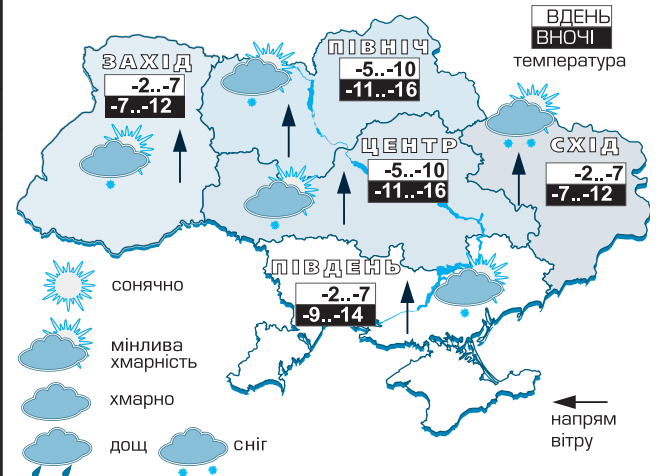 ВДЕНЬ
ВНОЧІ
температура
ЗАХІД
-2..-7
-7..-12
ПІВНІЧ
-5..-10
-11..-16
ЦЕНТР
-5..-10
-11..-16
СХІД
-2..-7
-7..-12
ПІВДЕНЬ
-2..-7
-9..-14
сонячно
мінлива
хмарність
хмарно
дощ
сніг
напрям
вітру